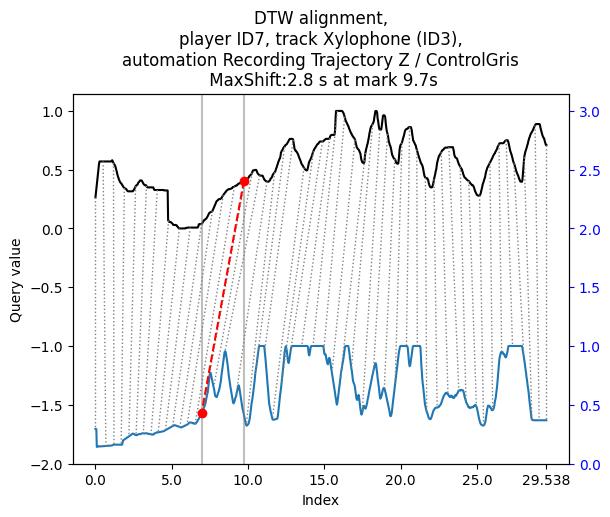 DTW alignment,
player ID7, track Xylophone (ID3),
automation Recording Trajectory Z / ControlGris
MaxShift:2.8 s at mark 9.7s
1.0
0.5
0.0
−0.5
−1.0
−1.5
−2.0
Query value
3.0
2.5
2.0
1.5
1.0
0.5
0.0
0.0 5.0 10.0 15.0 20.0 25.0 29.538
Index